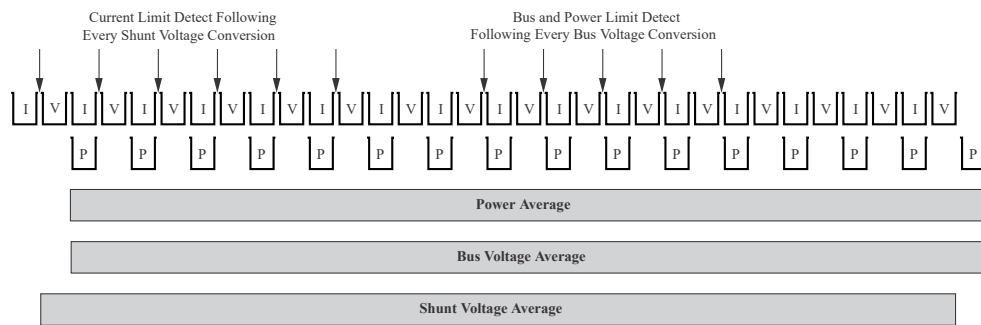 Current Limit Detect Following
Every Shunt Voltage Conversion
Bus and Power Limit Detect
Following Every Bus Voltage Conversion
I V I V I V I V I V I V I V I V I V I V I V I V I V I V I V I V
P P P P P P P P P P P P P P P P
Power Average
Bus Voltage Average
Shunt Voltage Average